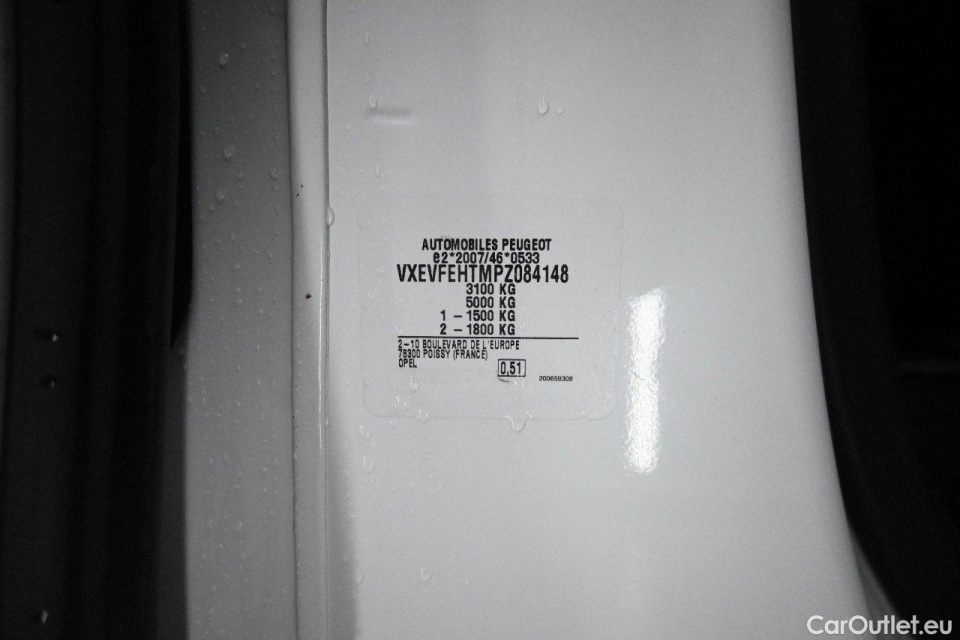 AUTOMOBILES PEUGEOT
e2*2007/46*0533
VXEVFEHTMPZ084148
3100 KG
5000 KG
1 - 1500 KG
2 - 1800 KG
2-10 BOULEVARD DE L'EUROPE
78300 POISSY (FRANCE)
OPEL
0,51
200659308
CarOutlet.eu